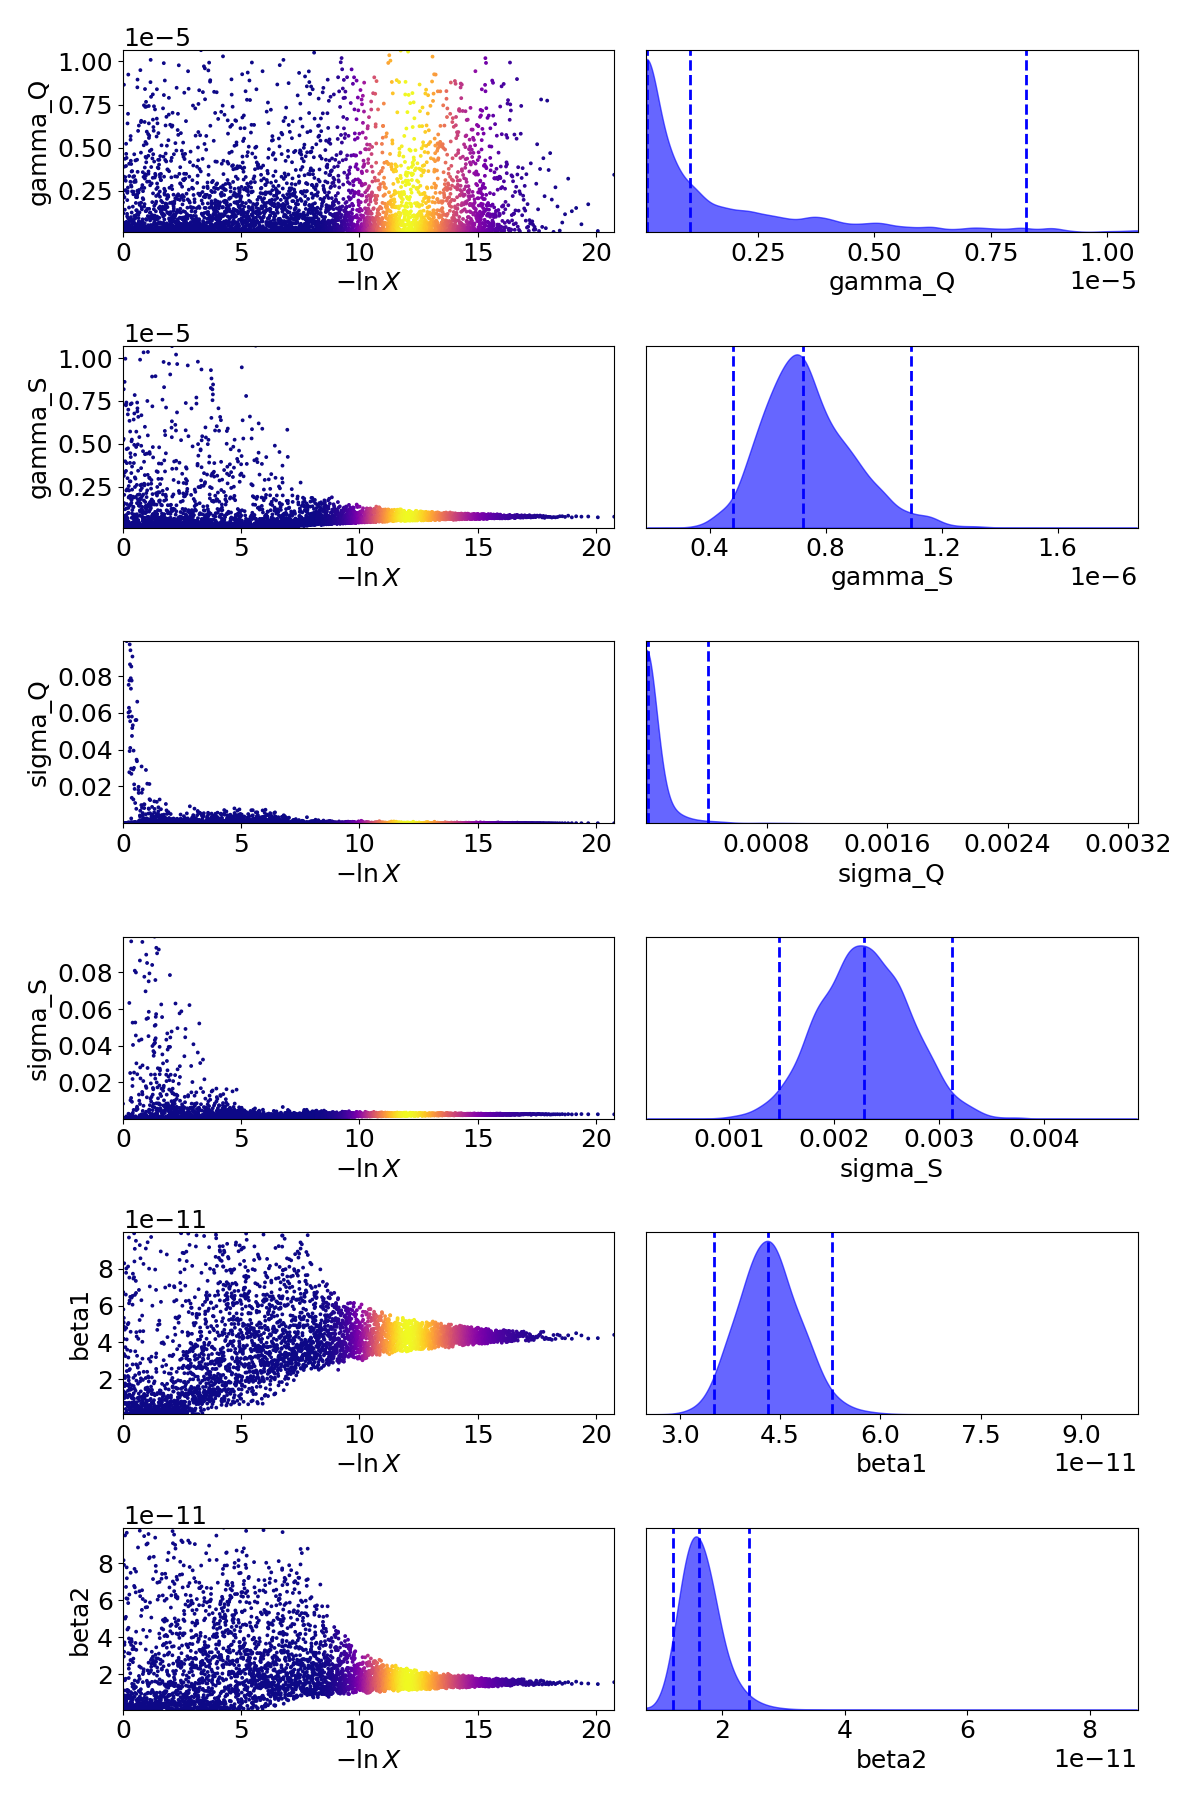 1e−5
1.00
0.75
0.50
0.25
gamma_Q
0 5 10 15 20
−ln X
0.25 0.50 0.75 1.00
gamma_Q
1e−5
1e−5
1.00
0.75
0.50
0.25
gamma_S
0 5 10 15 20
−ln X
0.4 0.8 1.2 1.6
gamma_S
1e−6
0.08
0.06
0.04
0.02
sigma_Q
0 5 10 15 20
−ln X
0.0008 0.0016 0.0024 0.0032
sigma_Q
0.08
0.06
0.04
0.02
sigma_S
0 5 10 15 20
−ln X
0.001 0.002 0.003 0.004
sigma_S
1e−11
8
6
4
2
beta1
0 5 10 15 20
−ln X
3.0 4.5 6.0 7.5 9.0
beta1
1e−11
1e−11
8
6
4
2
beta2
0 5 10 15 20
−ln X
2 4 6 8
beta2
1e−11